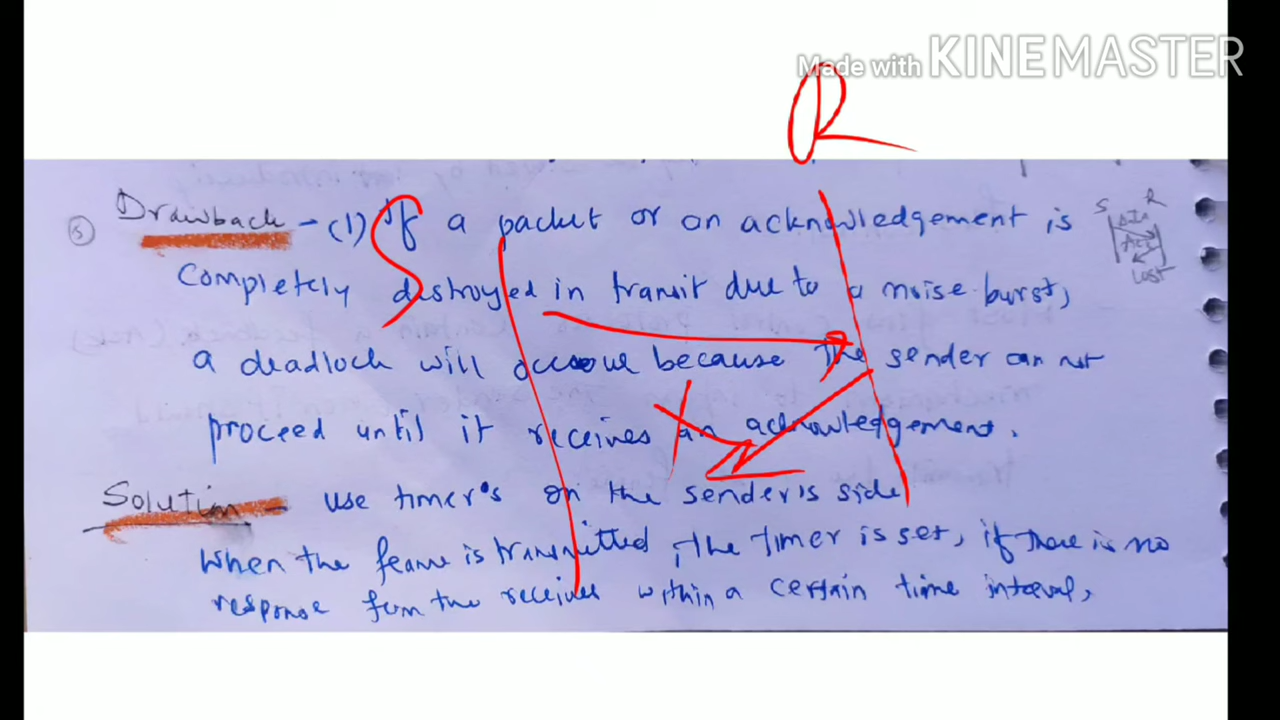 Made with KINEMASTER
R
5 Drawback - (1) If a packet or an acknowledgement is
S R
Ack
Lost
Completely destroyed in transit due to a noise burst,
a deadlock will occur because the sender can not
proceed until it receives an acknowledgement.
Solution - use timer's on the sender's side
When the frame is transmitted, the timer is set, if there is no
response from the receiver within a certain time interval,